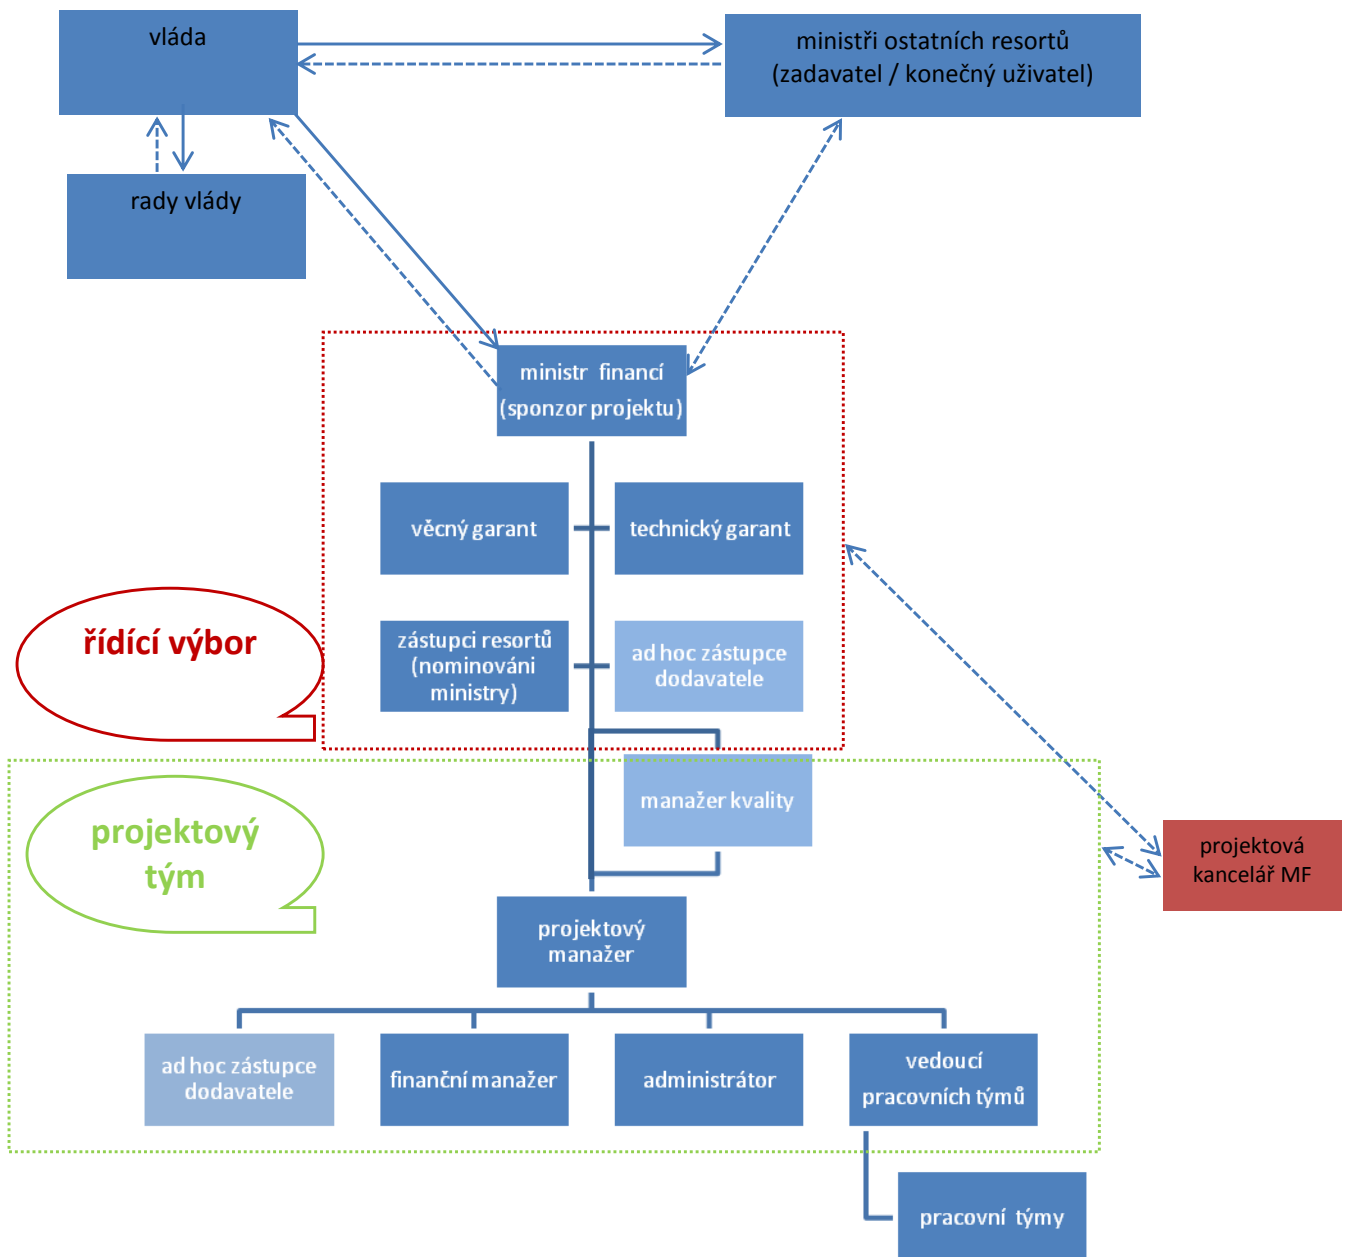 vláda
ministři ostatních resortů
(zadavatel / konečný uživatel)
rady vlády
ministr financí
(sponzor projektu)
věcný garant
technický garant
řídící výbor
zástupci resortů
(nominováni
ministry)
ad hoc zástupce
dodavatele
manažer kvality
projektový
tým
projektová
kancelář MF
projektový
manažer
ad hoc zástupce
dodavatele
finanční manažer
administrátor
vedoucí
pracovních týmů
pracovní týmy